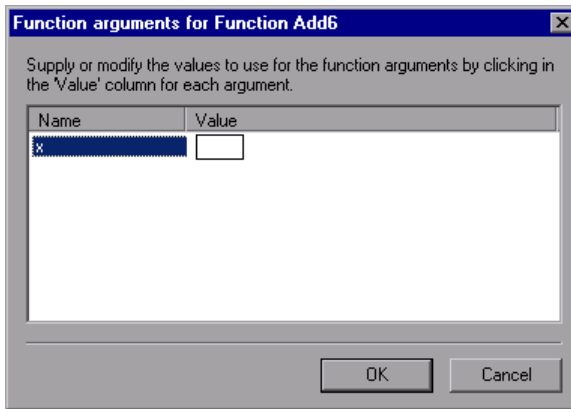 Function arguments for Function Add6
Supply or modify the values to use for the function arguments by clicking in
the 'Value' column for each argument.
Name Value
x
OK Cancel